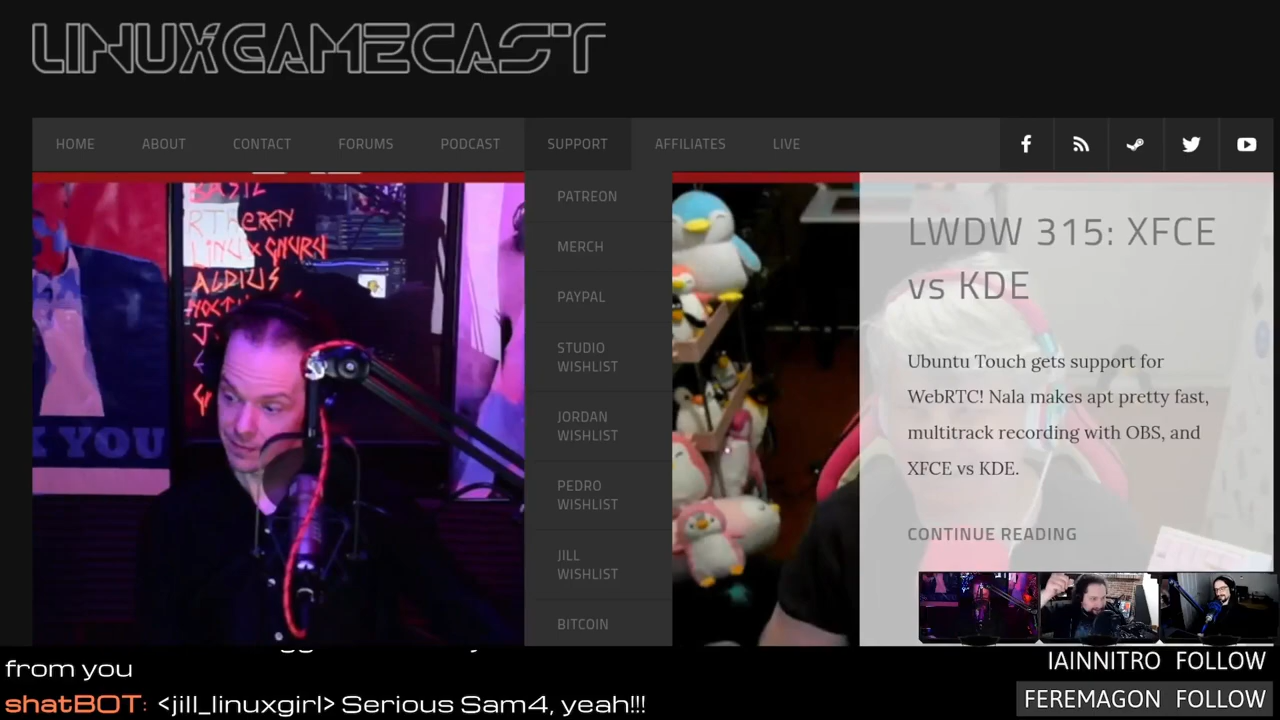 LINUXGAMECAST
HOME ABOUT CONTACT FORUMS PODCAST SUPPORT AFFILIATES LIVE
PATREON
MERCH
PAYPAL
STUDIO
WISHLIST
JORDAN
WISHLIST
PEDRO
WISHLIST
JILL
WISHLIST
BITCOIN
RTHEREN
ALDIUS
J.
K YOU
LWDW 315: XFCE
vs KDE
Ubuntu Touch gets support for
WebRTC! Nala makes apt pretty fast,
multitrack recording with OBS, and
XFCE vs KDE.
CONTINUE READING
from you
shatBOT: <jill_linuxgirl> Serious Sam4, yeah!!!
IAINNITRO FOLLOW
FEREMAGON FOLLOW